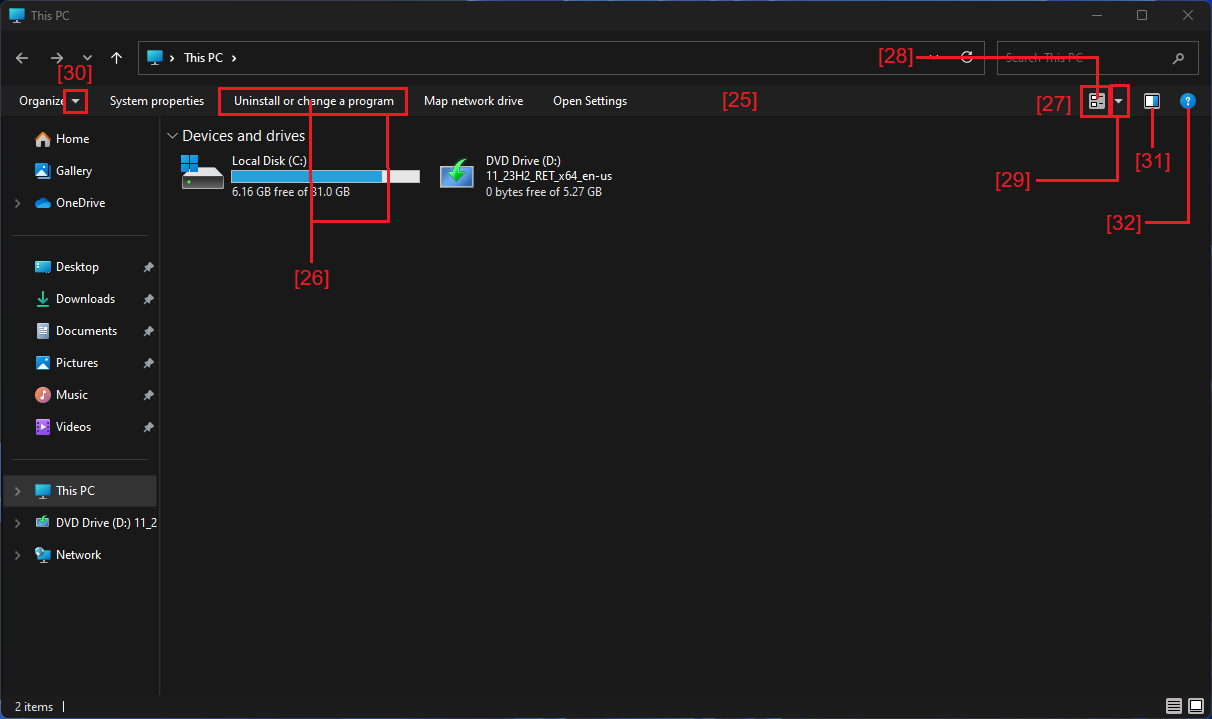 This PC
This PC
[28]
Search This PC
[30]
Organize
System properties
Uninstall or change a program
Map network drive
Open Settings
[25]
[27]
Home
Gallery
OneDrive
Devices and drives
Local Disk (C:)
6.16 GB free of 31.0 GB
DVD Drive (D:)
11_23H2_RET_x64_en-us
0 bytes free of 5.27 GB
[31]
[29]
[32]
[26]
Desktop
Downloads
Documents
Pictures
Music
Videos
This PC
DVD Drive (D:) 11_2
Network
2 items